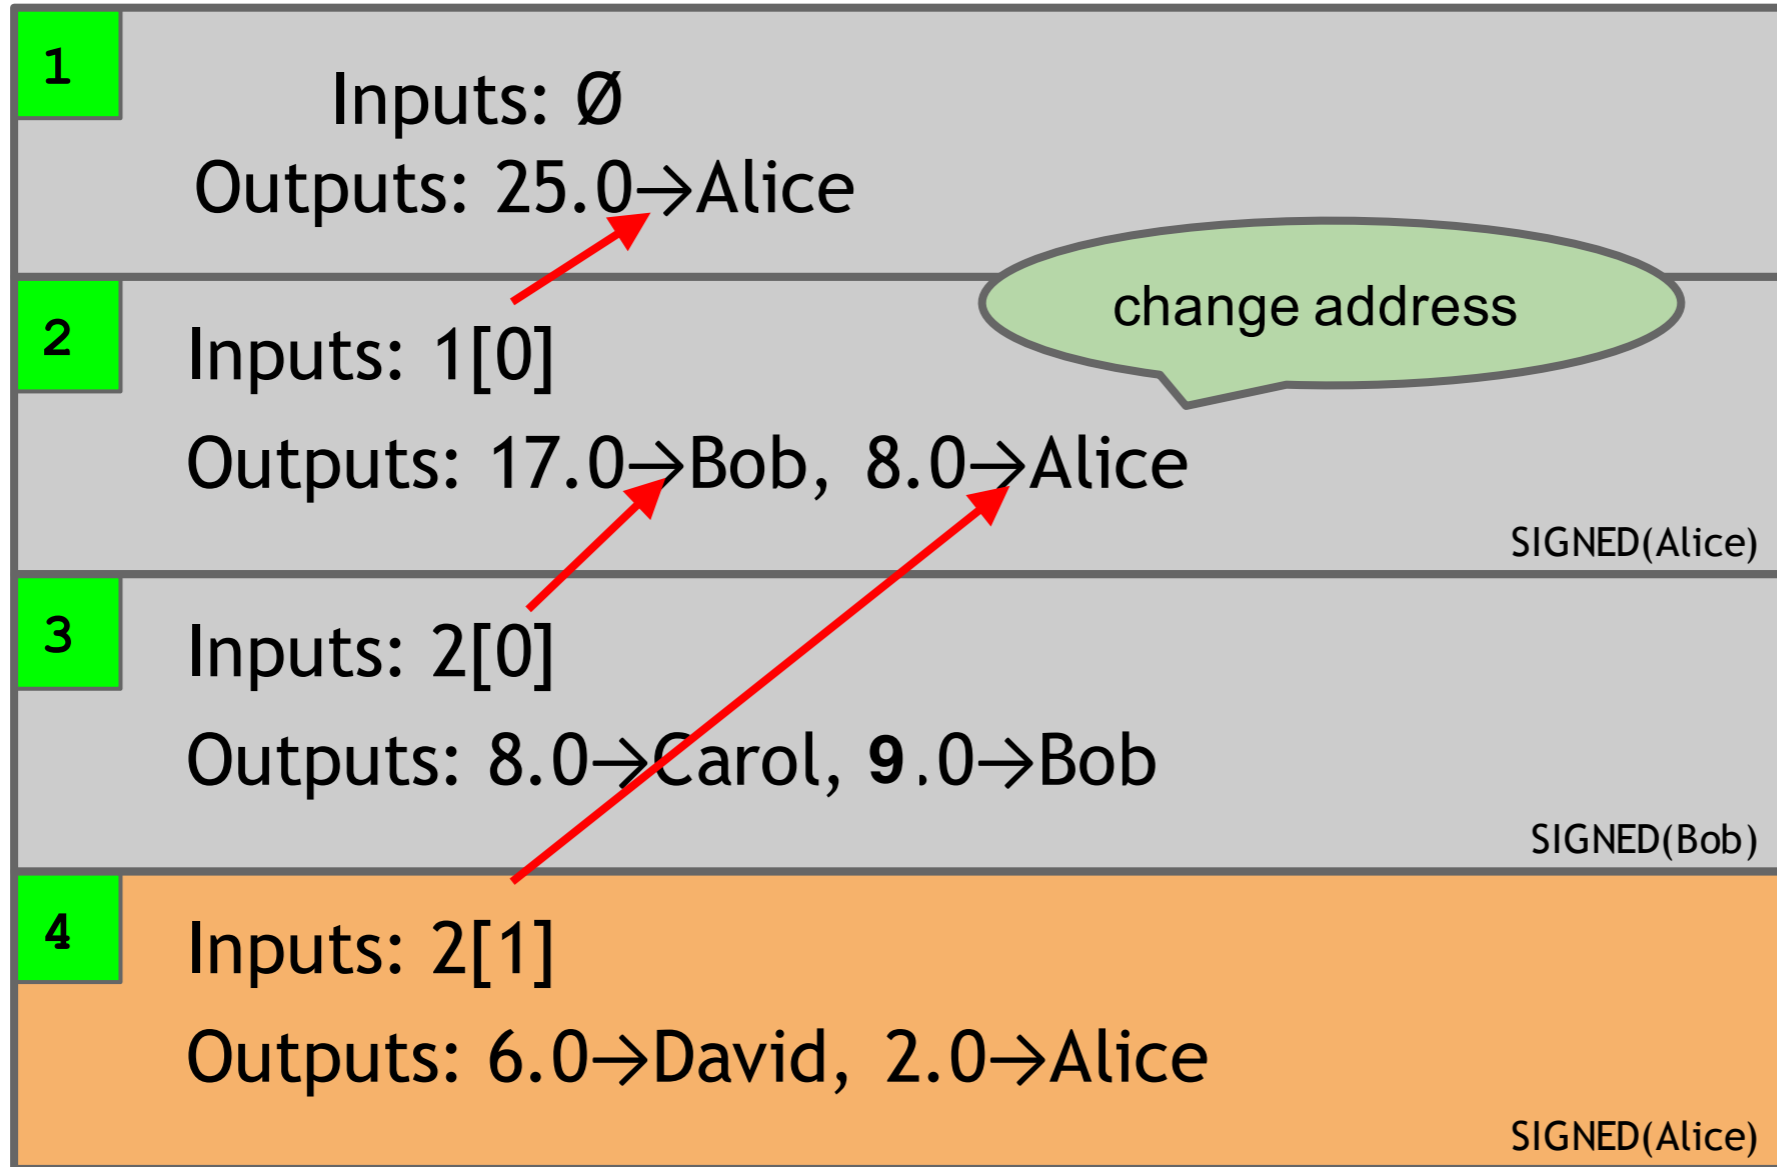 1
Inputs: Ø
Outputs: 25.0→Alice
change address
2
Inputs: 1[0]
Outputs: 17.0→Bob, 8.0→Alice
SIGNED(Alice)
3
Inputs: 2[0]
Outputs: 8.0→Carol, 9.0→Bob
SIGNED(Bob)
4
Inputs: 2[1]
Outputs: 6.0→David, 2.0→Alice
SIGNED(Alice)